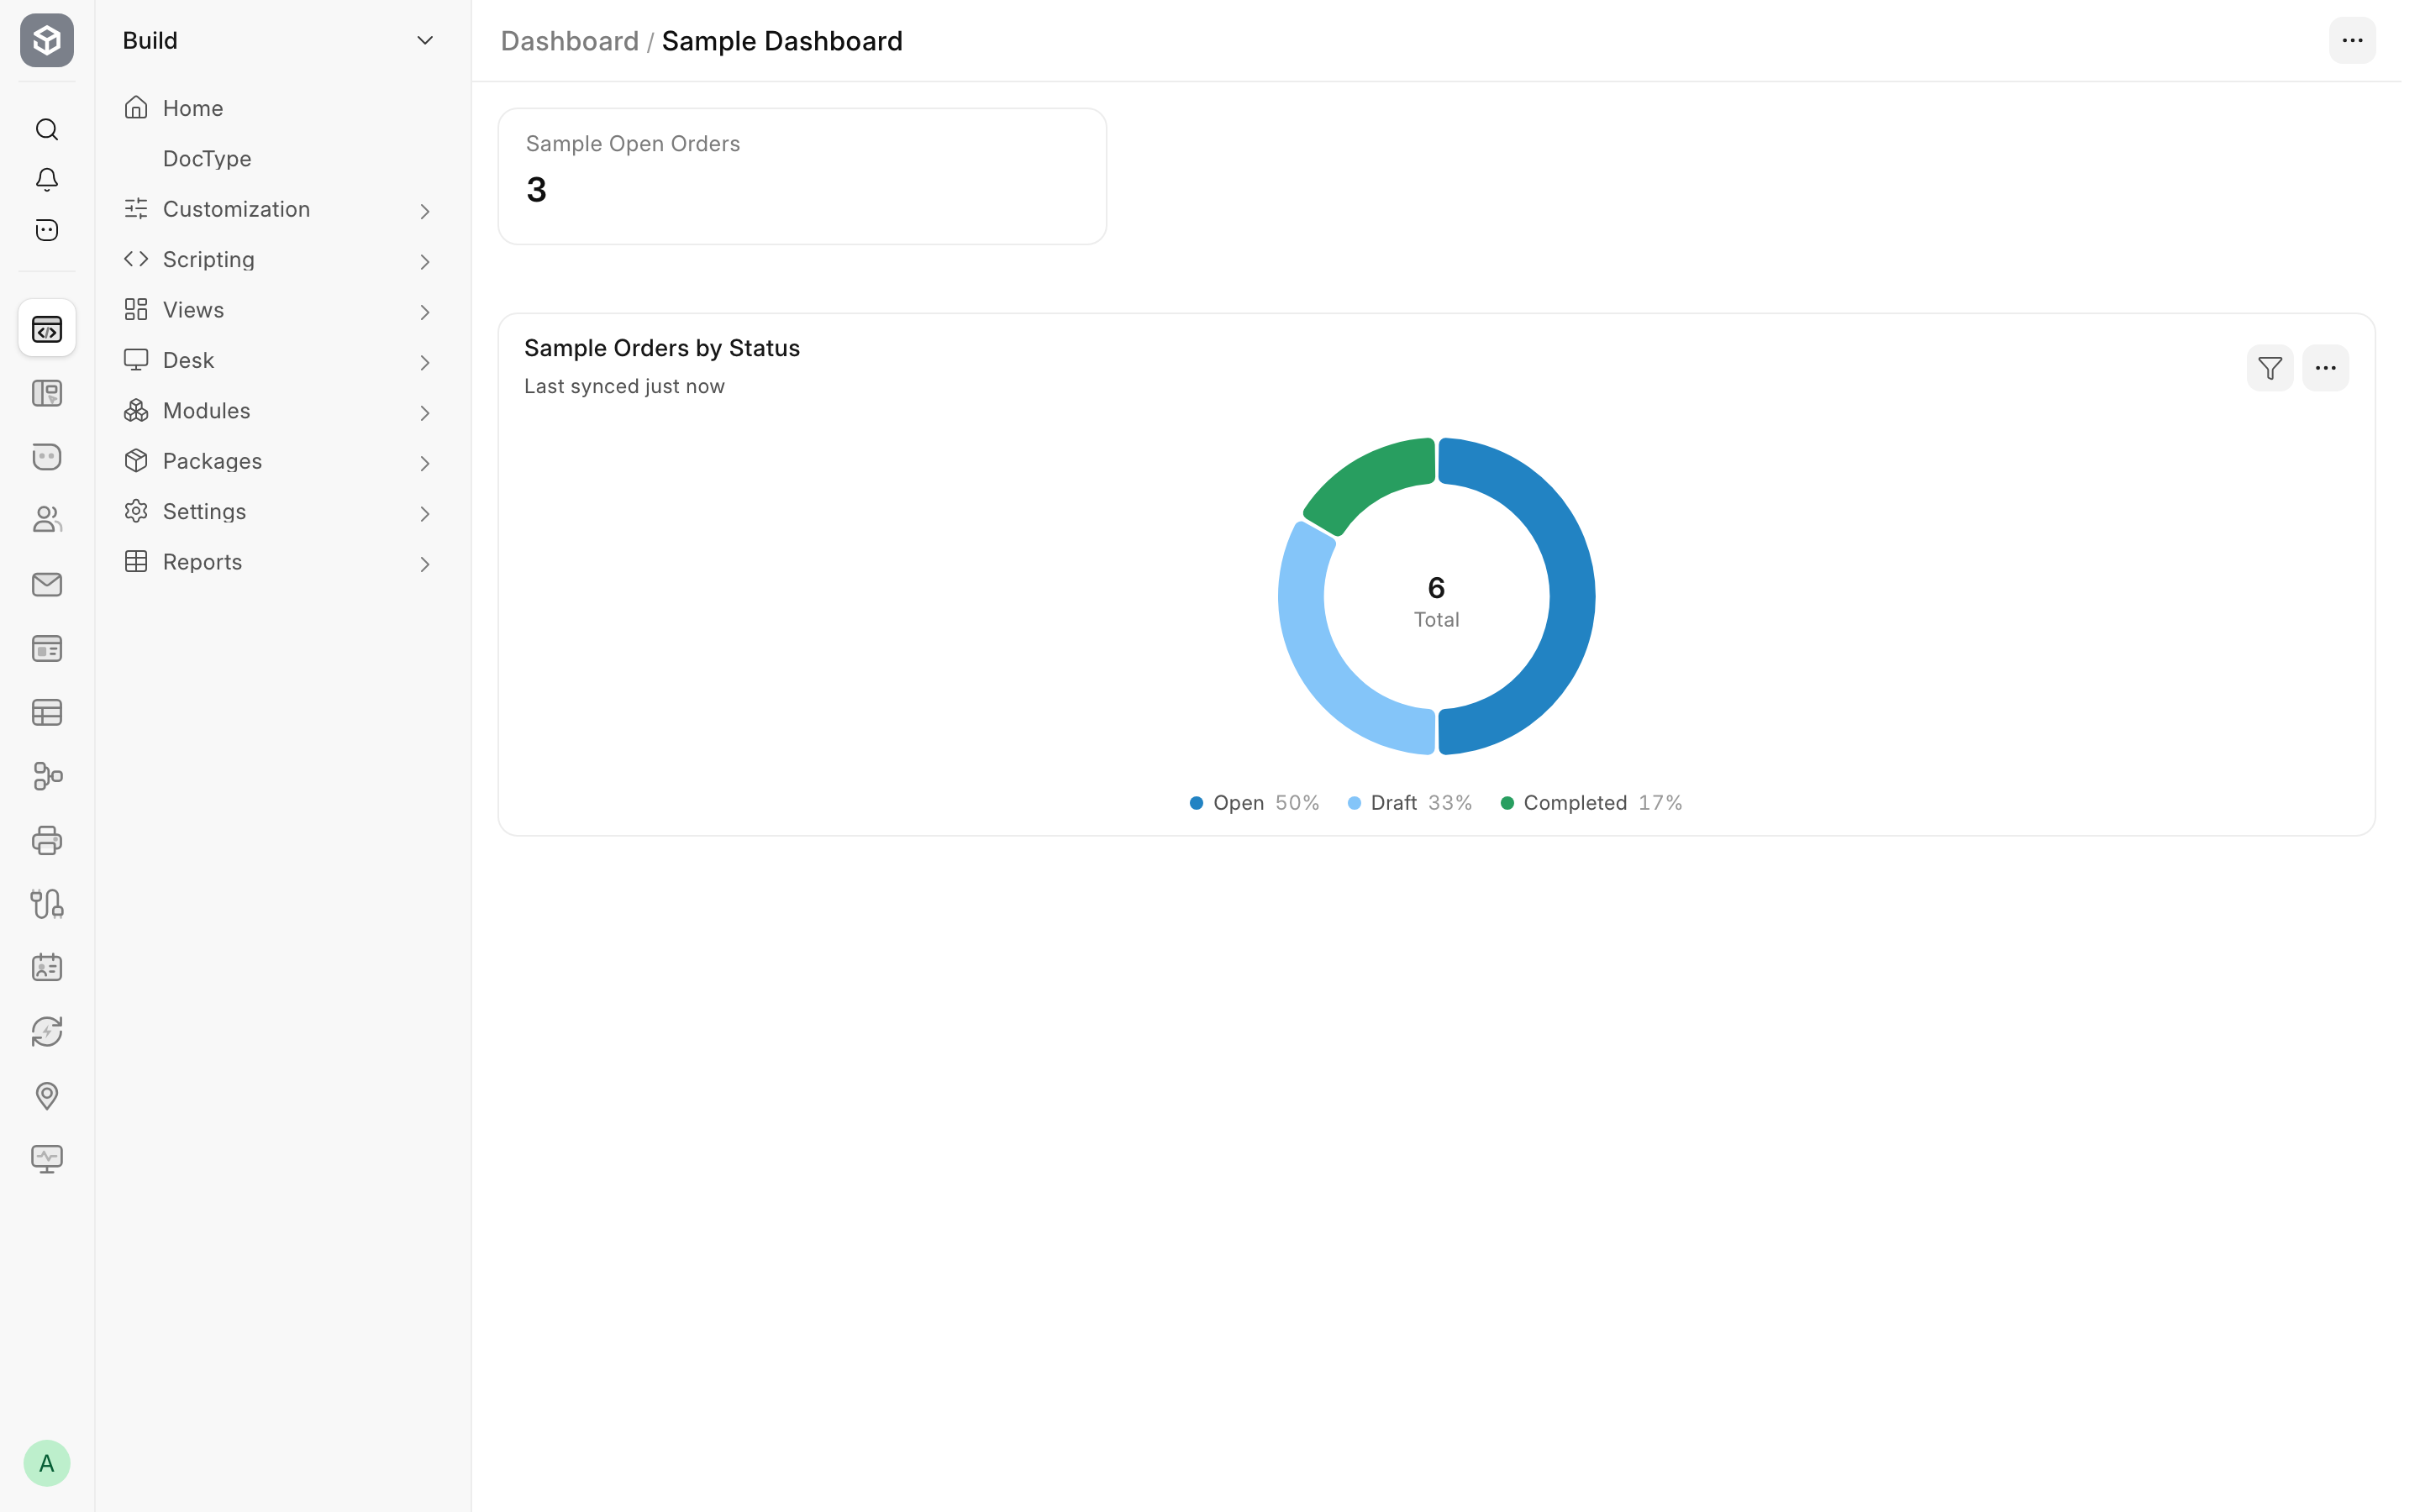 Build
Home
DocType
Customization
Scripting
Views
Desk
Modules
Packages
Settings
Reports
A
Dashboard / Sample Dashboard
Sample Open Orders
3
Sample Orders by Status
Last synced just now
6
Total
Open 50% Draft 33% Completed 17%